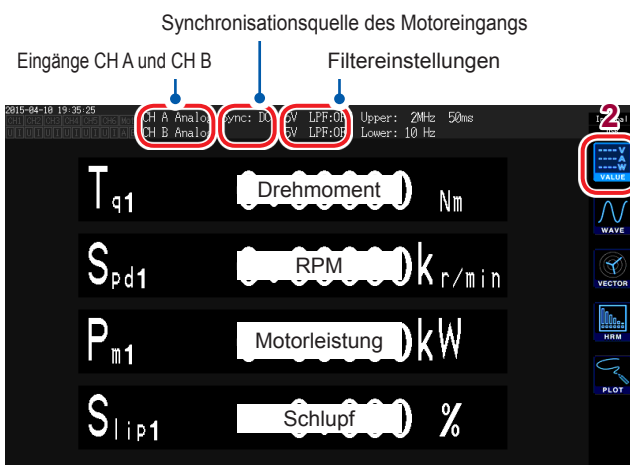 Synchronisationsquelle des Motoreingangs
Eingänge CH A und CH B
Filtereinstellungen
2015-04-10 19:35:25
CH A Analog Sync: DC 5V LPF:OF Upper: 2MHz 50ms
CH B Analog 5V LPF:OF Lower: 10 Hz
2
VALUE
Tq1 Drehmoment Nm
WAVE
Spd1 RPM kr/min
VECTOR
Pm1 Motorleistung kW
HRM
PLOT
Slip1 Schlupf %